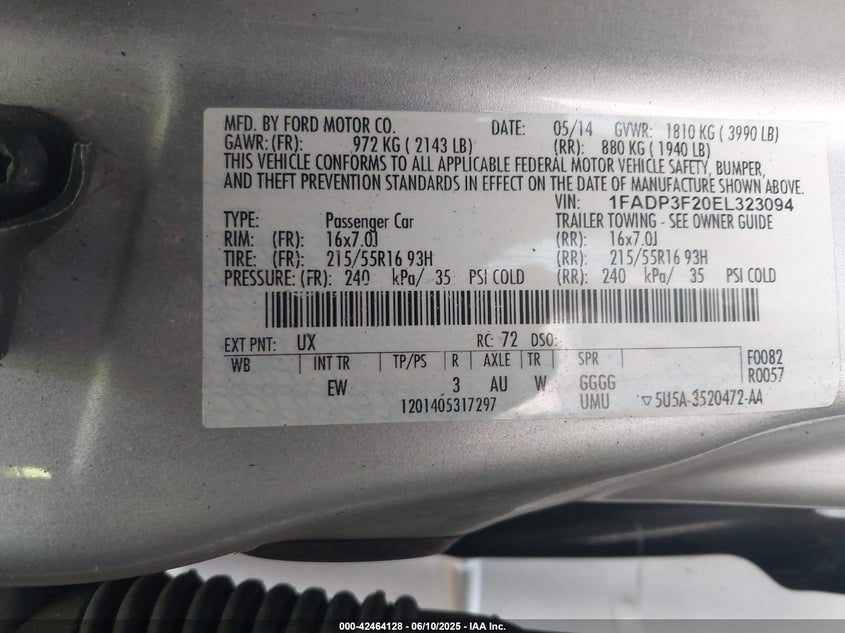 MFD. BY FORD MOTOR CO. DATE: 05/14 GVWR: 1810 KG ( 3990 LB)
GAWR: (FR): 972 KG ( 2143 LB) (RR): 880 KG ( 1940 LB)
THIS VEHICLE CONFORMS TO ALL APPLICABLE FEDERAL MOTOR VEHICLE SAFETY, BUMPER,
AND THEFT PREVENTION STANDARDS IN EFFECT ON THE DATE OF MANUFACTURE SHOWN ABOVE.
VIN: 1FADP3F20EL323094
TYPE: Passenger Car TRAILER TOWING - SEE OWNER GUIDE
RIM: (FR): 16x7.0J (RR): 16x7.0J
TIRE: (FR): 215/55R16 93H (RR): 215/55R16 93H
PRESSURE: (FR): 240 kPa/ 35 PSI COLD (RR): 240 kPa/ 35 PSI COLD
EXT PNT: UX RC: 72 DSO:
WB INT TR TP/PS R AXLE TR SPR F0082
EW 3 AU W GGGG R0057
1201405317297 UMU ▽5U5A-3520472-AA
000-42464128 - 06/10/2025 - IAA Inc.